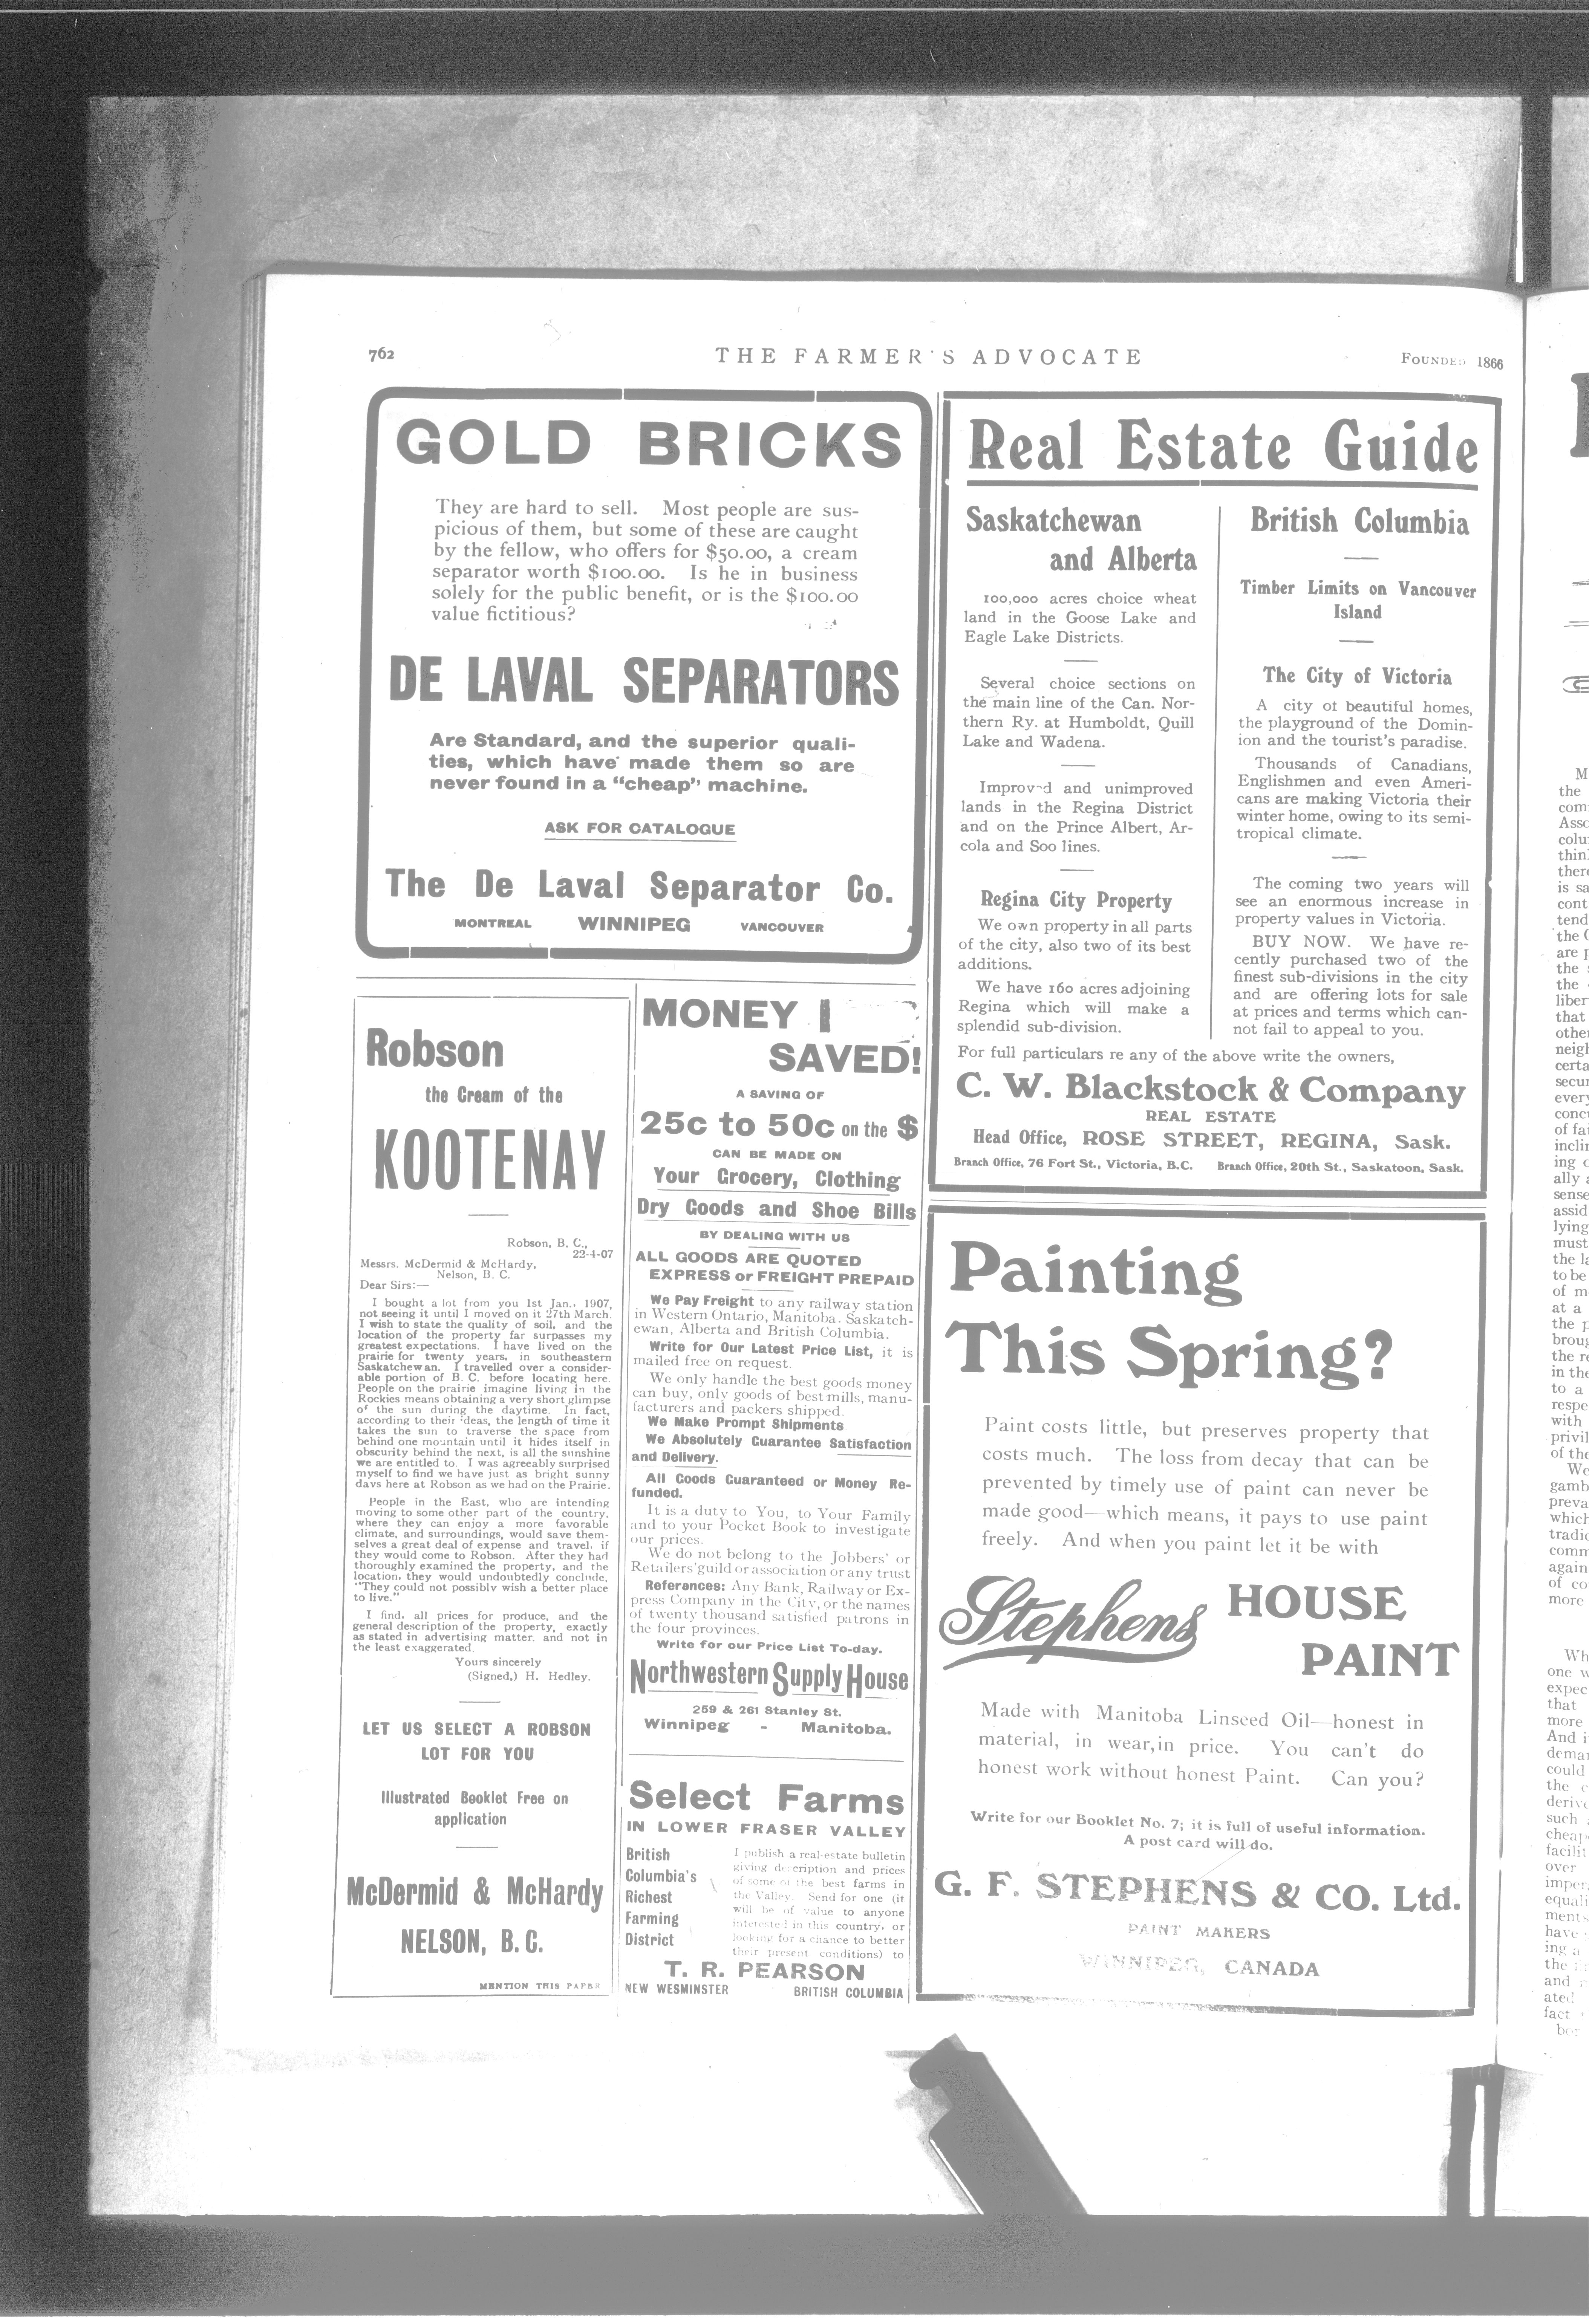 762
THE FARMER'S ADVOCATE
FOUNDED 1866
GOLD BRICKS
They are hard to sell. Most people are sus-
picious of them, but some of these are caught
by the fellow, who offers for $50.00, a cream
separator worth $100.00. Is he in business
solely for the public benefit, or is the $100.00
value fictitious?
DE LAVAL SEPARATORS
Are Standard, and the superior quali-
ties, which have made them so are
never found in a "cheap" machine.
ASK FOR CATALOGUE
The De Laval Separator Co.
MONTREAL WINNIPEG VANCOUVER
Robson
the Cream of the
KOOTENAY
Robson, B. C.,
22-4-07
Messrs. McDermid & McHardy,
Nelson, B. C.
Dear Sirs:—
I bought a lot from you 1st Jan., 1907,
not seeing it until I moved on it 27th March.
I wish to state the quality of soil, and the
location of the property far surpasses my
greatest expectations. I have lived on the
prairie for twenty years, in southeastern
Saskatchewan. I travelled over a consider-
able portion of B. C. before locating here.
People on the prairie imagine living in the
Rockies means obtaining a very short glimpse
of the sun during the daytime. In fact,
according to their ideas, the length of time it
takes the sun to traverse the space from
behind one mountain until it hides itself in
obscurity behind the next, is all the sunshine
we are entitled to. I was agreeably surprised
myself to find we have just as bright sunny
days here at Robson as we had on the Prairie.
People in the East, who are intending
moving to some other part of the country,
where they can enjoy a more favorable
climate, and surroundings, would save them-
selves a great deal of expense and travel, if
they would come to Robson. After they had
thoroughly examined the property, and the
location, they would undoubtedly conclude,
"They could not possibly wish a better place
to live."
I find, all prices for produce, and the
general description of the property, exactly
as stated in advertising matter, and not in
the least exaggerated
Yours sincerely
(Signed,) H. Hedley.
LET US SELECT A ROBSON
LOT FOR YOU
Illustrated Booklet Free on
application
McDermid & McHardy
NELSON, B. C.
MENTION THIS PAPER
MONEY
SAVED!
A SAVING OF
25c to 50c on the $
CAN BE MADE ON
Your Grocery, Clothing
Dry Goods and Shoe Bills
BY DEALING WITH US
ALL GOODS ARE QUOTED
EXPRESS or FREIGHT PREPAID
We Pay Freight to any railway station
in Western Ontario, Manitoba. Saskatch-
ewan, Alberta and British Columbia.
Write for Our Latest Price List, it is
mailed free on request.
We only handle the best goods money
can buy, only goods of best mills, manu-
facturers and packers shipped.
We Make Prompt Shipments
We Absolutely Guarantee Satisfaction
and Delivery.
All Goods Guaranteed or Money Re-
funded.
It is a duty to You, to Your Family
and to your Pocket Book to investigate
our prices.
We do not belong to the Jobbers' or
Retailers' guild or association or any trust
References: Any Bank, Railway or Ex-
press Company in the City, or the names
of twenty thousand satisfied patrons in
the four provinces.
Write for our Price List To-day.
Northwestern Supply House
259 & 261 Stanley St.
Winnipeg - Manitoba.
Select Farms
IN LOWER FRASER VALLEY
British
Columbia's
Richest
Farming
District
I publish a real-estate bulletin
giving description and prices
of some of the best farms in
the Valley. Send for one (it
will be of value to anyone
interested in this country, or
looking for a chance to better
their present conditions) to
T. R. PEARSON
NEW WESMINSTER BRITISH COLUMBIA
Real Estate Guide
Saskatchewan
and Alberta
100,000 acres choice wheat
land in the Goose Lake and
Eagle Lake Districts.
Several choice sections on
the main line of the Can. Nor-
thern Ry. at Humboldt, Quill
Lake and Wadena.
Improved and unimproved
lands in the Regina District
and on the Prince Albert, Ar-
cola and Soo lines.
Regina City Property
We own property in all parts
of the city, also two of its best
additions.
We have 160 acres adjoining
Regina which will make a
splendid sub-division.
British Columbia
Timber Limits on Vancouver
Island
The City of Victoria
A city of beautiful homes,
the playground of the Domin-
ion and the tourist's paradise.
Thousands of Canadians,
Englishmen and even Ameri-
cans are making Victoria their
winter home, owing to its semi-
tropical climate.
The coming two years will
see an enormous increase in
property values in Victoria.
BUY NOW. We have re-
cently purchased two of the
finest sub-divisions in the city
and are offering lots for sale
at prices and terms which can-
not fail to appeal to you.
For full particulars re any of the above write the owners,
C. W. Blackstock & Company
REAL ESTATE
Head Office, ROSE STREET, REGINA, Sask.
Branch Office, 76 Fort St., Victoria, B.C. Branch Office, 20th St., Saskatoon, Sask.
Painting
This Spring?
Paint costs little, but preserves property that
costs much. The loss from decay that can be
prevented by timely use of paint can never be
made good—which means, it pays to use paint
freely. And when you paint let it be with
Stephens HOUSE
PAINT
Made with Manitoba Linseed Oil—honest in
material, in wear, in price. You can't do
honest work without honest Paint. Can you?
Write for our Booklet No. 7; it is full of useful information.
A post card will do.
G. F. STEPHENS & CO. Ltd.
PAINT MAKERS
WINNIPEG, CANADA